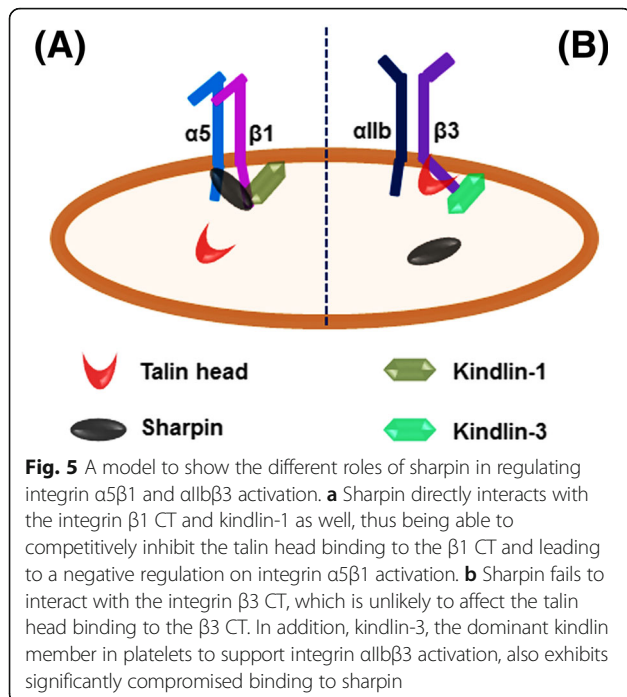 (A)
(B)
α5
β1
αIIb
β3
Talin head
Kindlin-1
Sharpin
Kindlin-3
Fig. 5 A model to show the different roles of sharpin in regulating
integrin α5β1 and αIIbβ3 activation. a Sharpin directly interacts with
the integrin β1 CT and kindlin-1 as well, thus being able to
competitively inhibit the talin head binding to the β1 CT and leading
to a negative regulation on integrin α5β1 activation. b Sharpin fails to
interact with the integrin β3 CT, which is unlikely to affect the talin
head binding to the β3 CT. In addition, kindlin-3, the dominant kindlin
member in platelets to support integrin αIIbβ3 activation, also exhibits
significantly compromised binding to sharpin